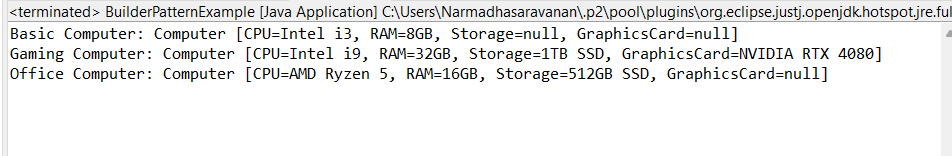 <terminated> BuilderPatternExample [Java Application] C:\Users\Narmadhasaravanan\.p2\pool\plugins\org.eclipse.justj.openjdk.hotspot.jre.ful
Basic Computer: Computer [CPU=Intel i3, RAM=8GB, Storage=null, GraphicsCard=null]
Gaming Computer: Computer [CPU=Intel i9, RAM=32GB, Storage=1TB SSD, GraphicsCard=NVIDIA RTX 4080]
Office Computer: Computer [CPU=AMD Ryzen 5, RAM=16GB, Storage=512GB SSD, GraphicsCard=null]